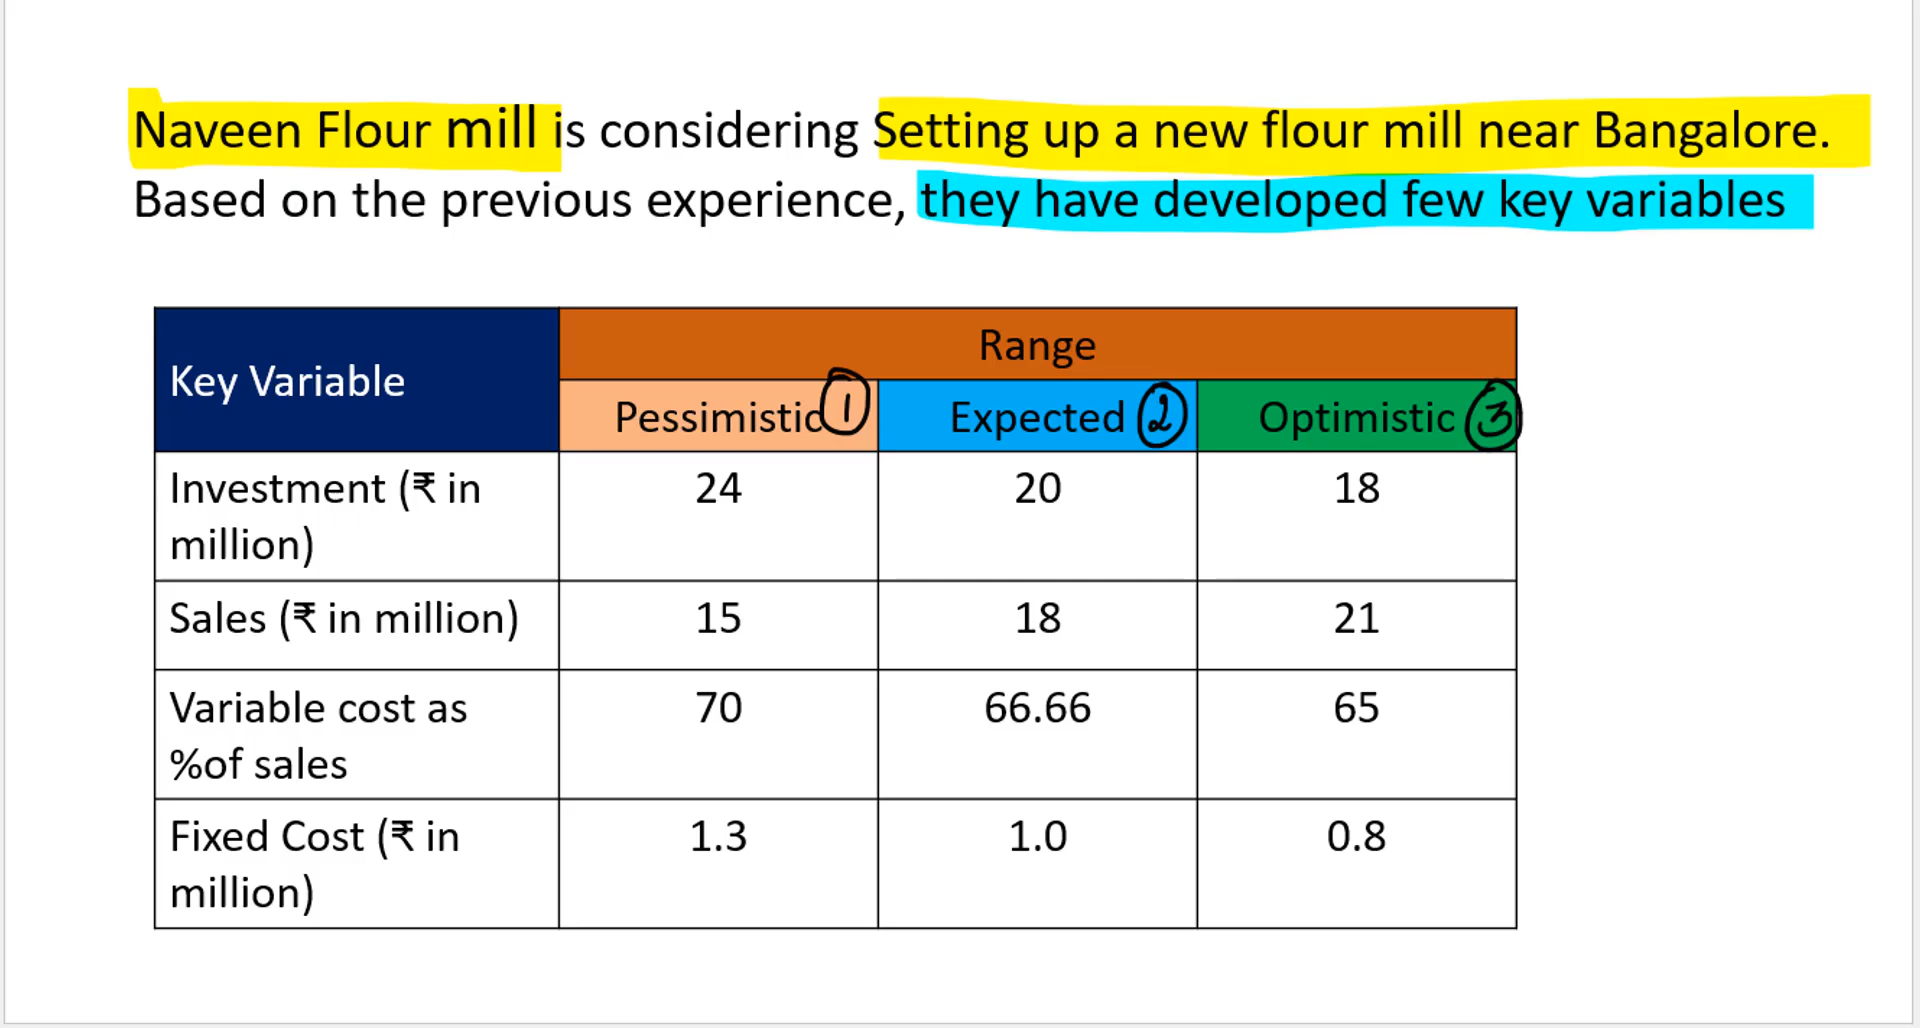 Naveen Flour mill is considering Setting up a new flour mill near Bangalore.
Based on the previous experience, they have developed few key variables
Key Variable
Range
Pessimistic 1
Expected 2
Optimistic 3
Investment (₹ in
million)
24
20
18
Sales (₹ in million)
15
18
21
Variable cost as
%of sales
70
66.66
65
Fixed Cost (₹ in
million)
1.3
1.0
0.8